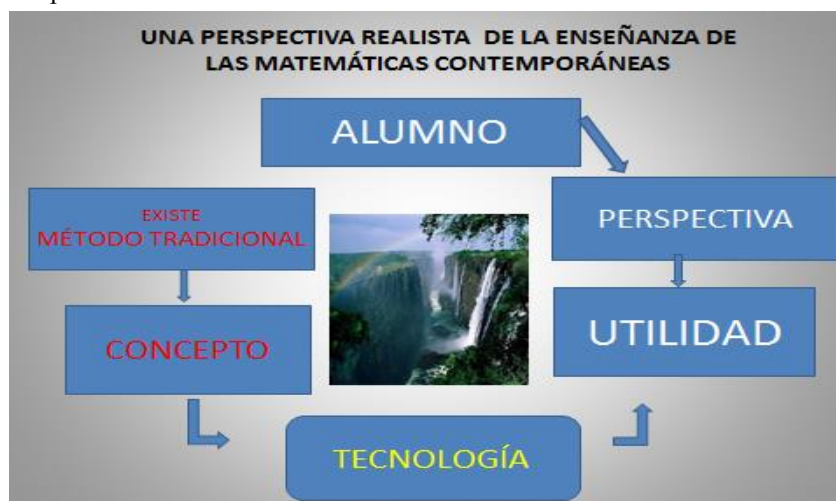 UNA PERSPECTIVA REALISTA DE LA ENSEÑANZA DE
LAS MATEMÁTICAS CONTEMPORÁNEAS
ALUMNO
EXISTE
MÉTODO TRADICIONAL
PERSPECTIVA
CONCEPTO
UTILIDAD
TECNOLOGÍA